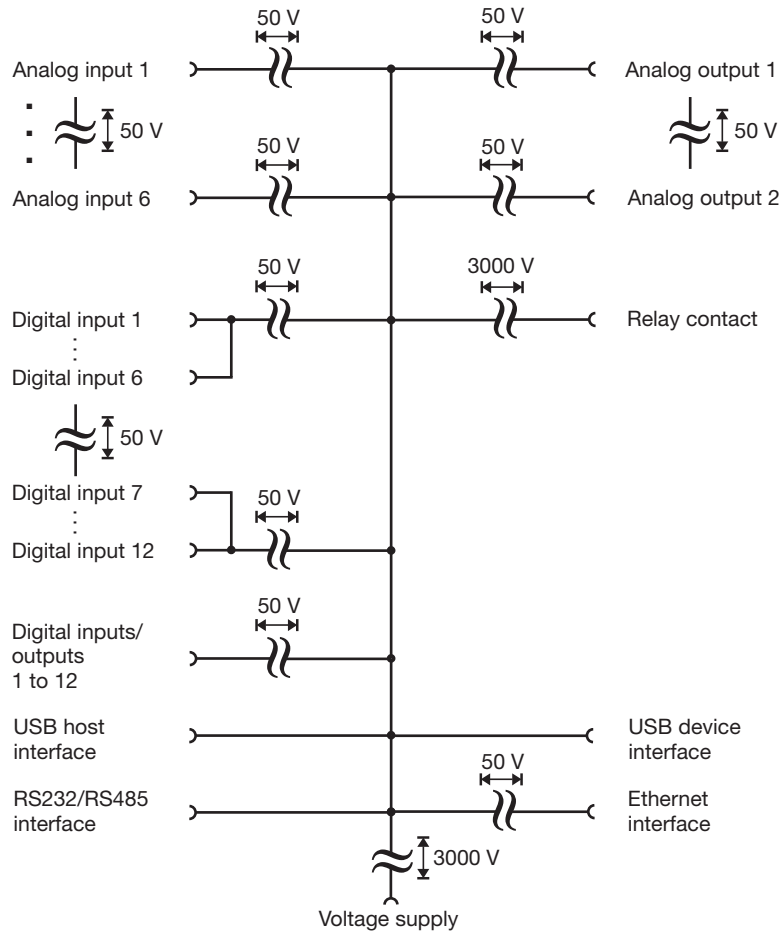 50 V 50 V
Analog input 1 Analog output 1
50 V 50 V
50 V 50 V
Analog input 6 Analog output 2
50 V 3000 V
Digital input 1 Relay contact
Digital input 6
50 V
Digital input 7
50 V
Digital input 12
50 V
Digital inputs/
outputs
1 to 12
USB host
interface
USB device
interface
50 V
RS232/RS485
interface
Ethernet
interface
3000 V
Voltage supply